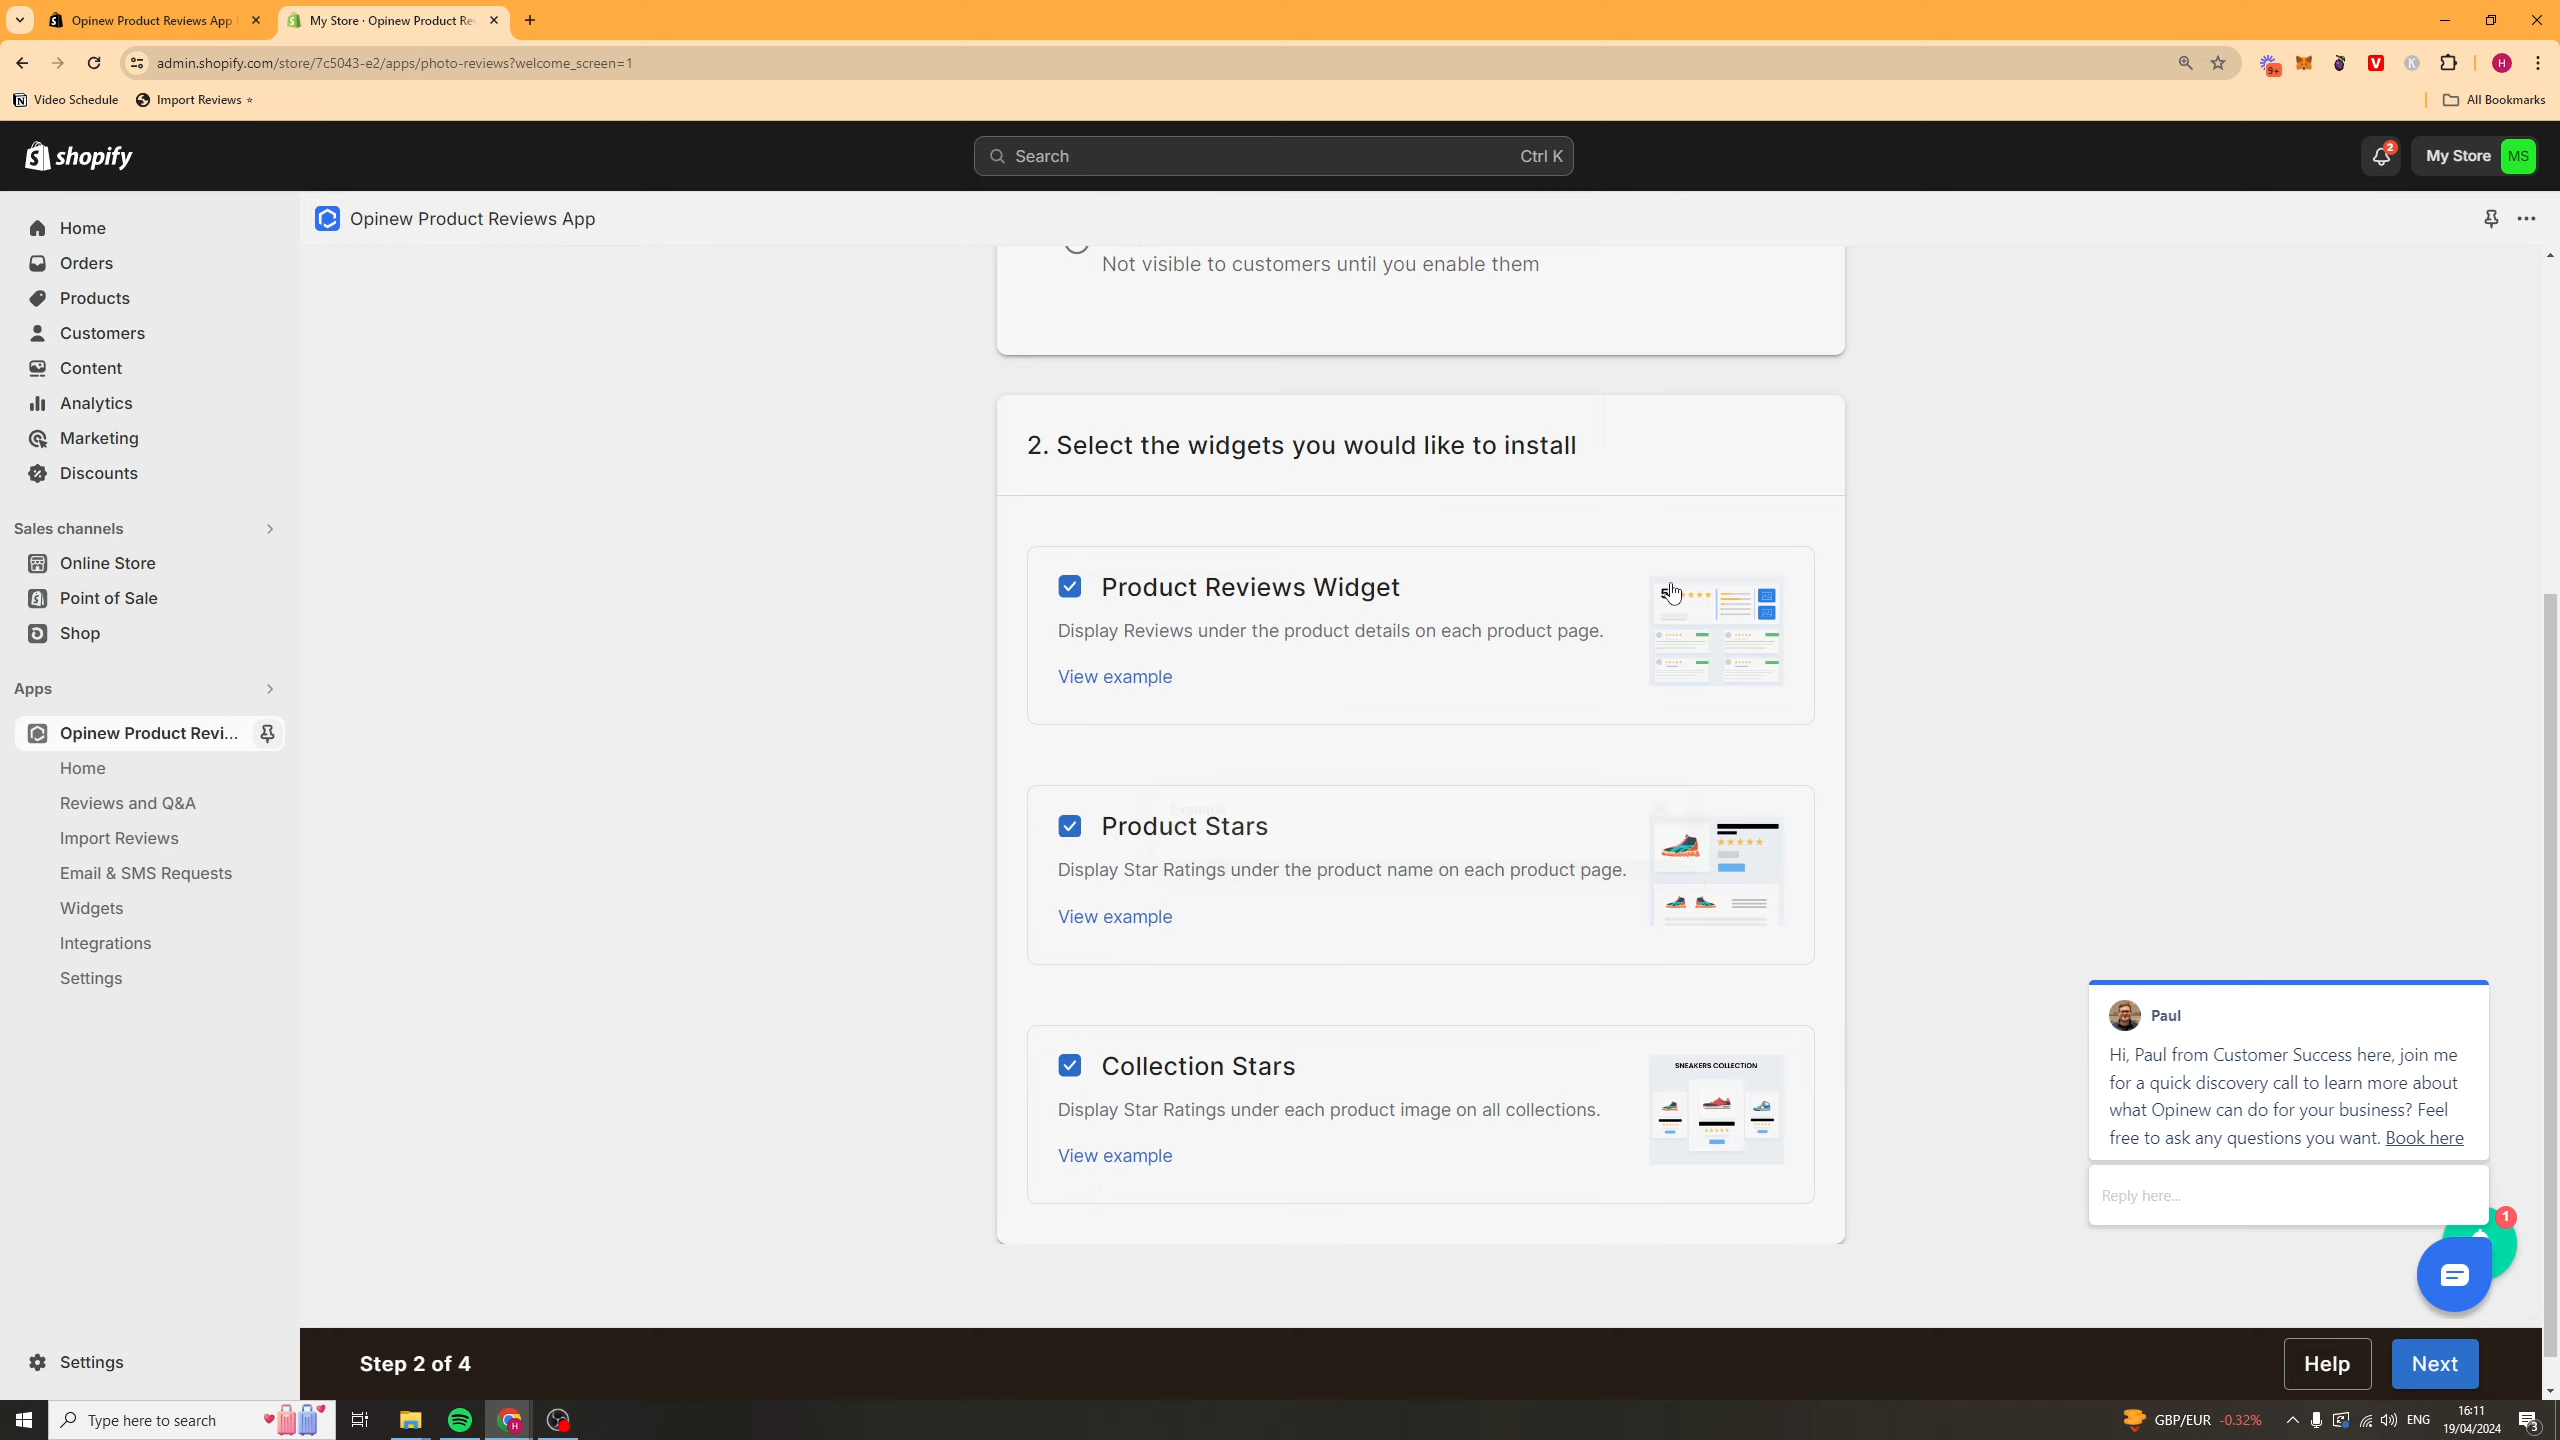 Opinew Product Reviews App
My Store · Opinew Product Re
admin.shopify.com/store/7c5043-e2/apps/photo-reviews?welcome_screen=1
9+
V
K
H
Video Schedule
Import Reviews ⭐
All Bookmarks
shopify
Search
Ctrl K
2
My Store
MS
Home
Orders
Products
Customers
Content
Analytics
Marketing
Discounts
Sales channels
Online Store
Point of Sale
Shop
Apps
Opinew Product Revi...
Home
Reviews and Q&A
Import Reviews
Email & SMS Requests
Widgets
Integrations
Settings
Settings
Opinew Product Reviews App
Not visible to customers until you enable them
2. Select the widgets you would like to install
Product Reviews Widget
Display Reviews under the product details on each product page.
View example
Example
Product Stars
Display Star Ratings under the product name on each product page.
View example
Collection Stars
Display Star Ratings under each product image on all collections.
View example
SNEAKERS COLLECTION
Paul
Hi, Paul from Customer Success here, join me
for a quick discovery call to learn more about
what Opinew can do for your business? Feel
free to ask any questions you want. Book here
Reply here...
1
Step 2 of 4
Help
Next
Type here to search
GBP/EUR -0.32%
ENG
16:11
19/04/2024
3